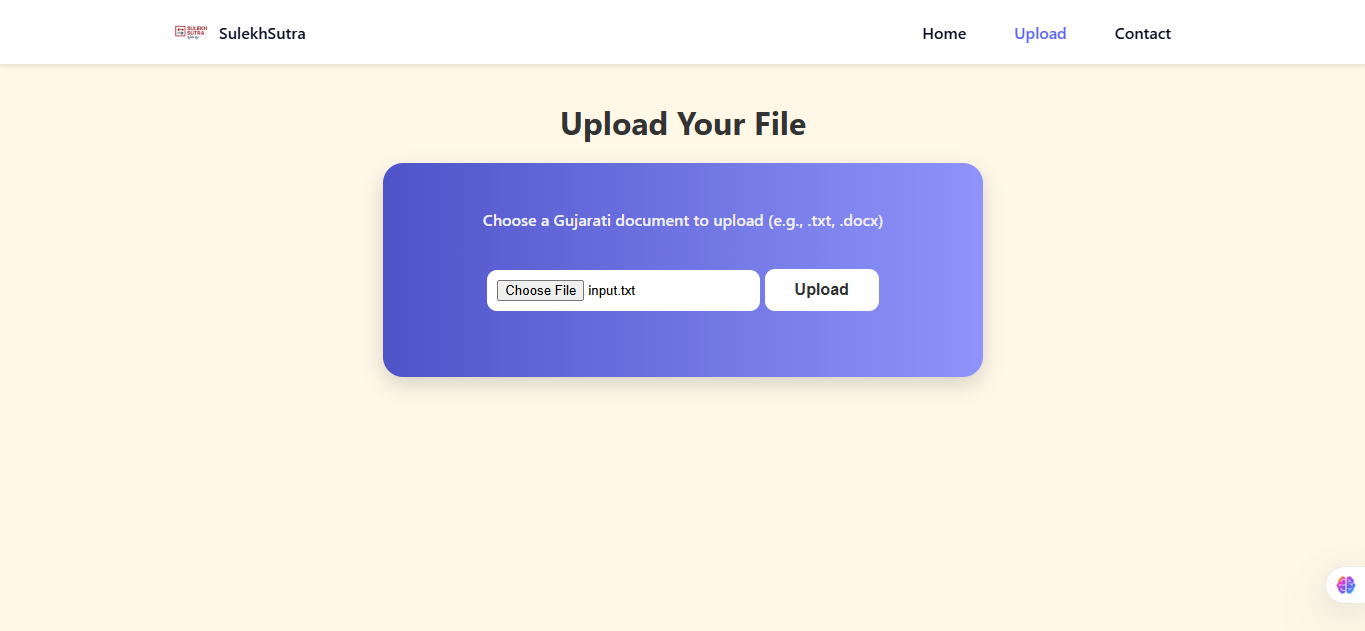 SULEKH
SUTRA
SulekhSutra
Home
Upload
Contact
Upload Your File
Choose a Gujarati document to upload (e.g., .txt, .docx)
Choose File input.txt
Upload